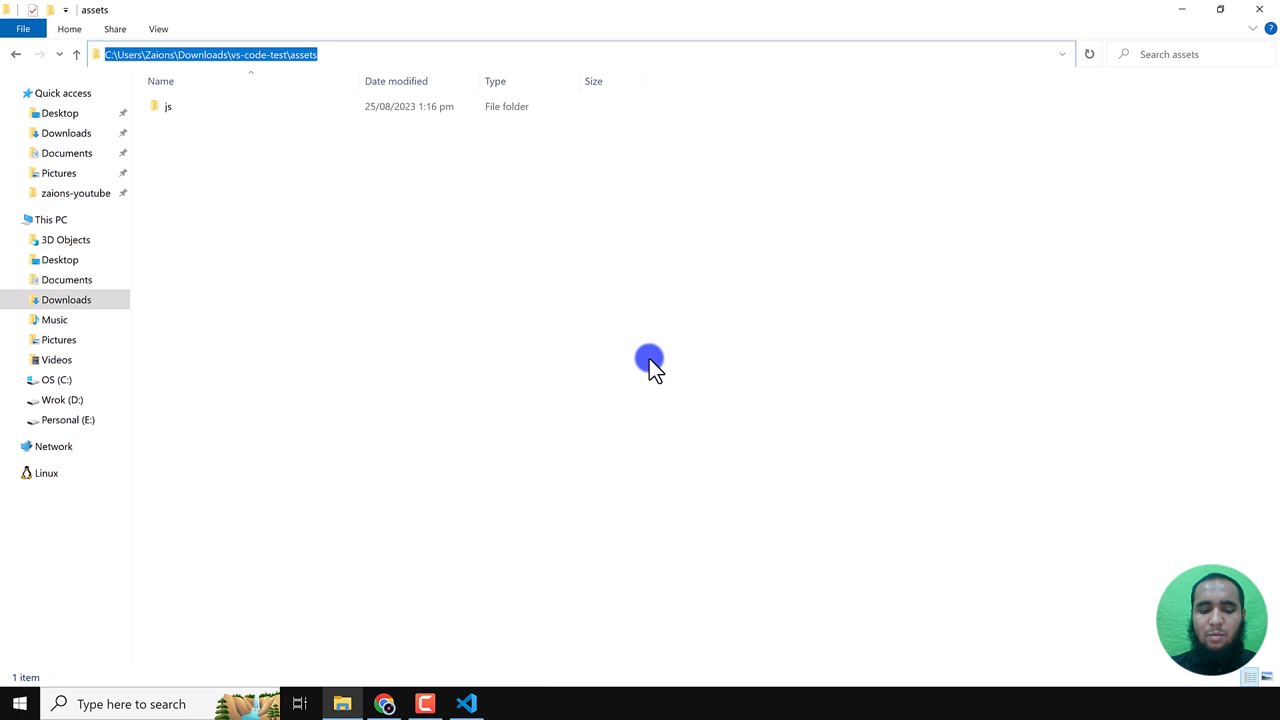 assets
File
Home
Share
View
C:\Users\Zaions\Downloads\vs-code-test\assets
Search assets
Name
Date modified
Type
Size
js
25/08/2023 1:16 pm
File folder
Quick access
Desktop
Downloads
Documents
Pictures
zaions-youtube
This PC
3D Objects
Desktop
Documents
Downloads
Music
Pictures
Videos
OS (C:)
Wrok (D:)
Personal (E:)
Network
Linux
1 item
Type here to search